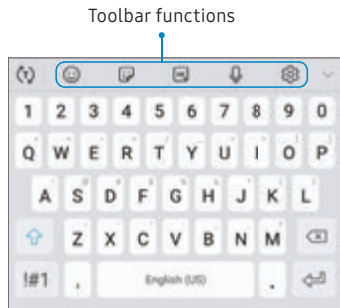 Toolbar functions
1 2 3 4 5 6 7 8 9 0
Q W E R T Y U I O P
A S D F G H J K L
Z X C V B N M
!#1 , English (US) .